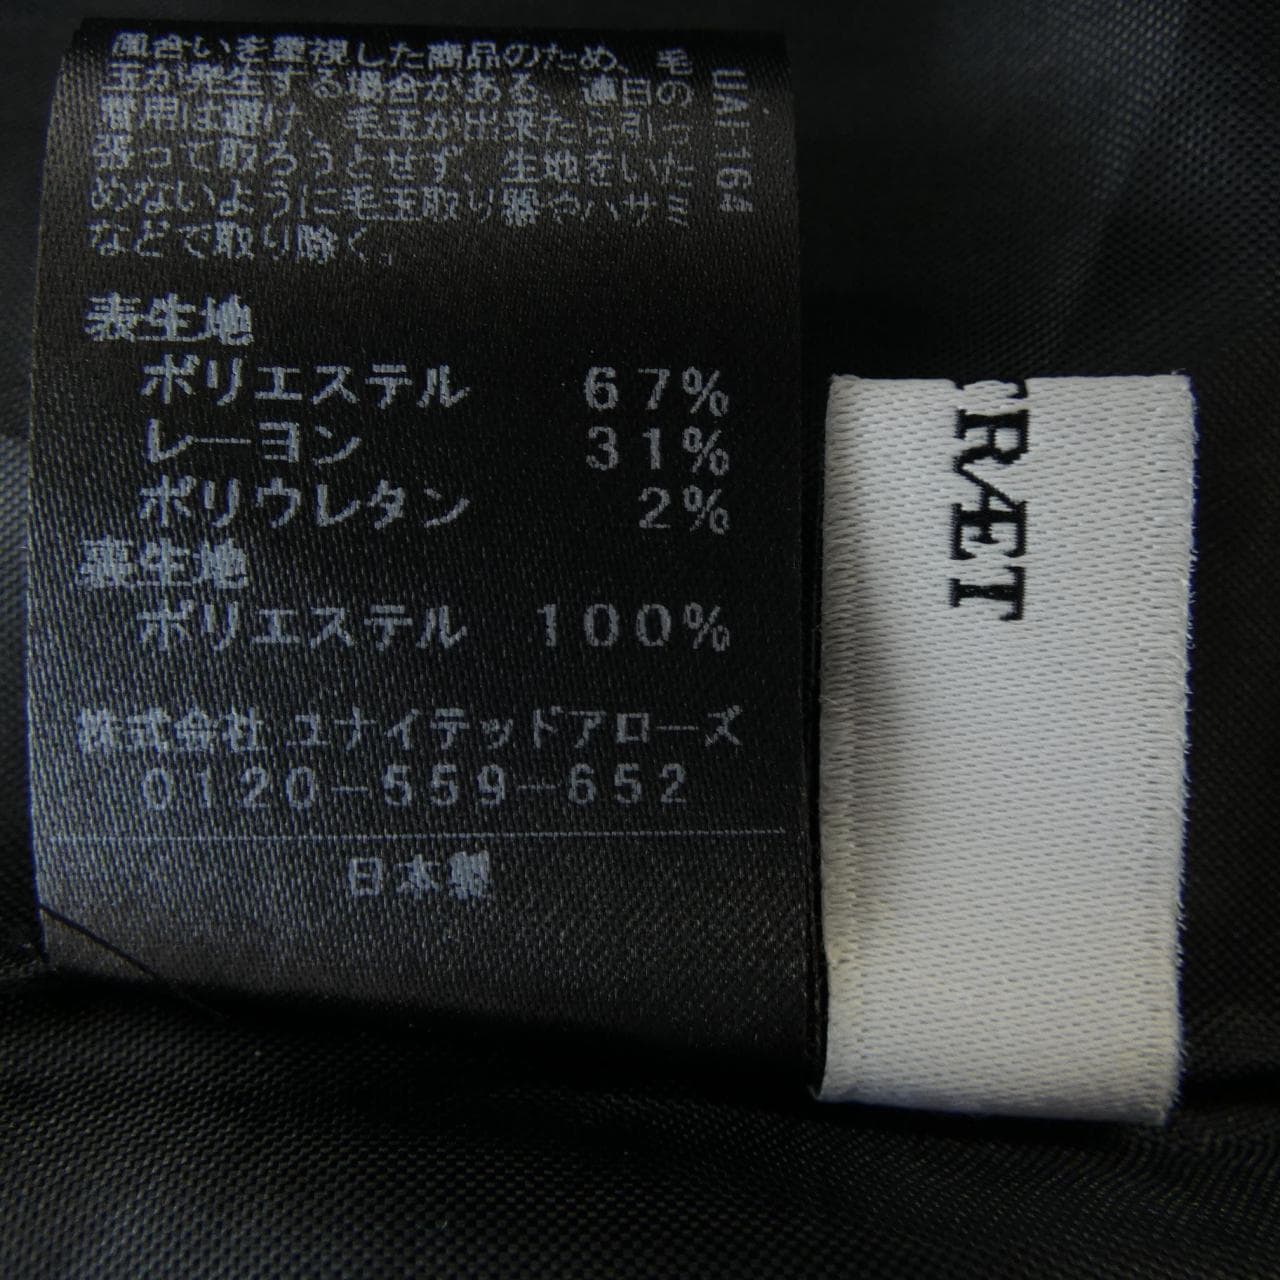 風合いを重視した商品のため、毛
玉が発生する場合がある、連日の
着用は避け、毛玉が出来たら引っ
張って取ろうとせず、生地をいた
めないように毛玉取り器やハサミ
などで取り除く。
UAF164
表生地
ポリエステル 67%
レーヨン 31%
ポリウレタン 2%
裏生地
ポリエステル 100%
株式会社 ユナイテッドアローズ
0120-559-652
日本製
TRÆT